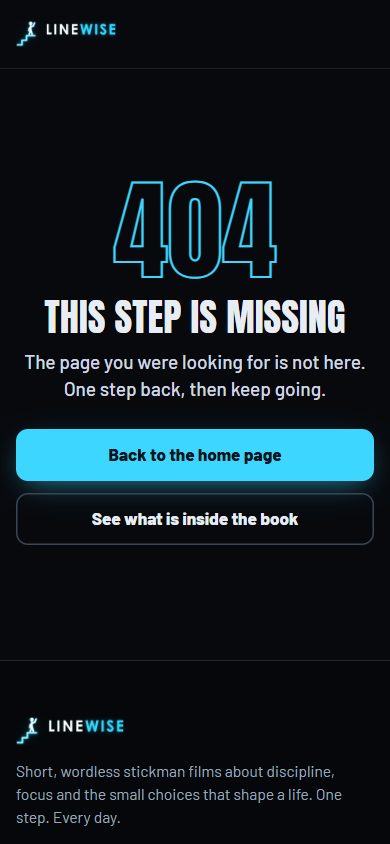 LINEWISE
404
THIS STEP IS MISSING
The page you were looking for is not here.
One step back, then keep going.
Back to the home page
See what is inside the book
LINEWISE
Short, wordless stickman films about discipline,
focus and the small choices that shape a life. One
step. Every day.